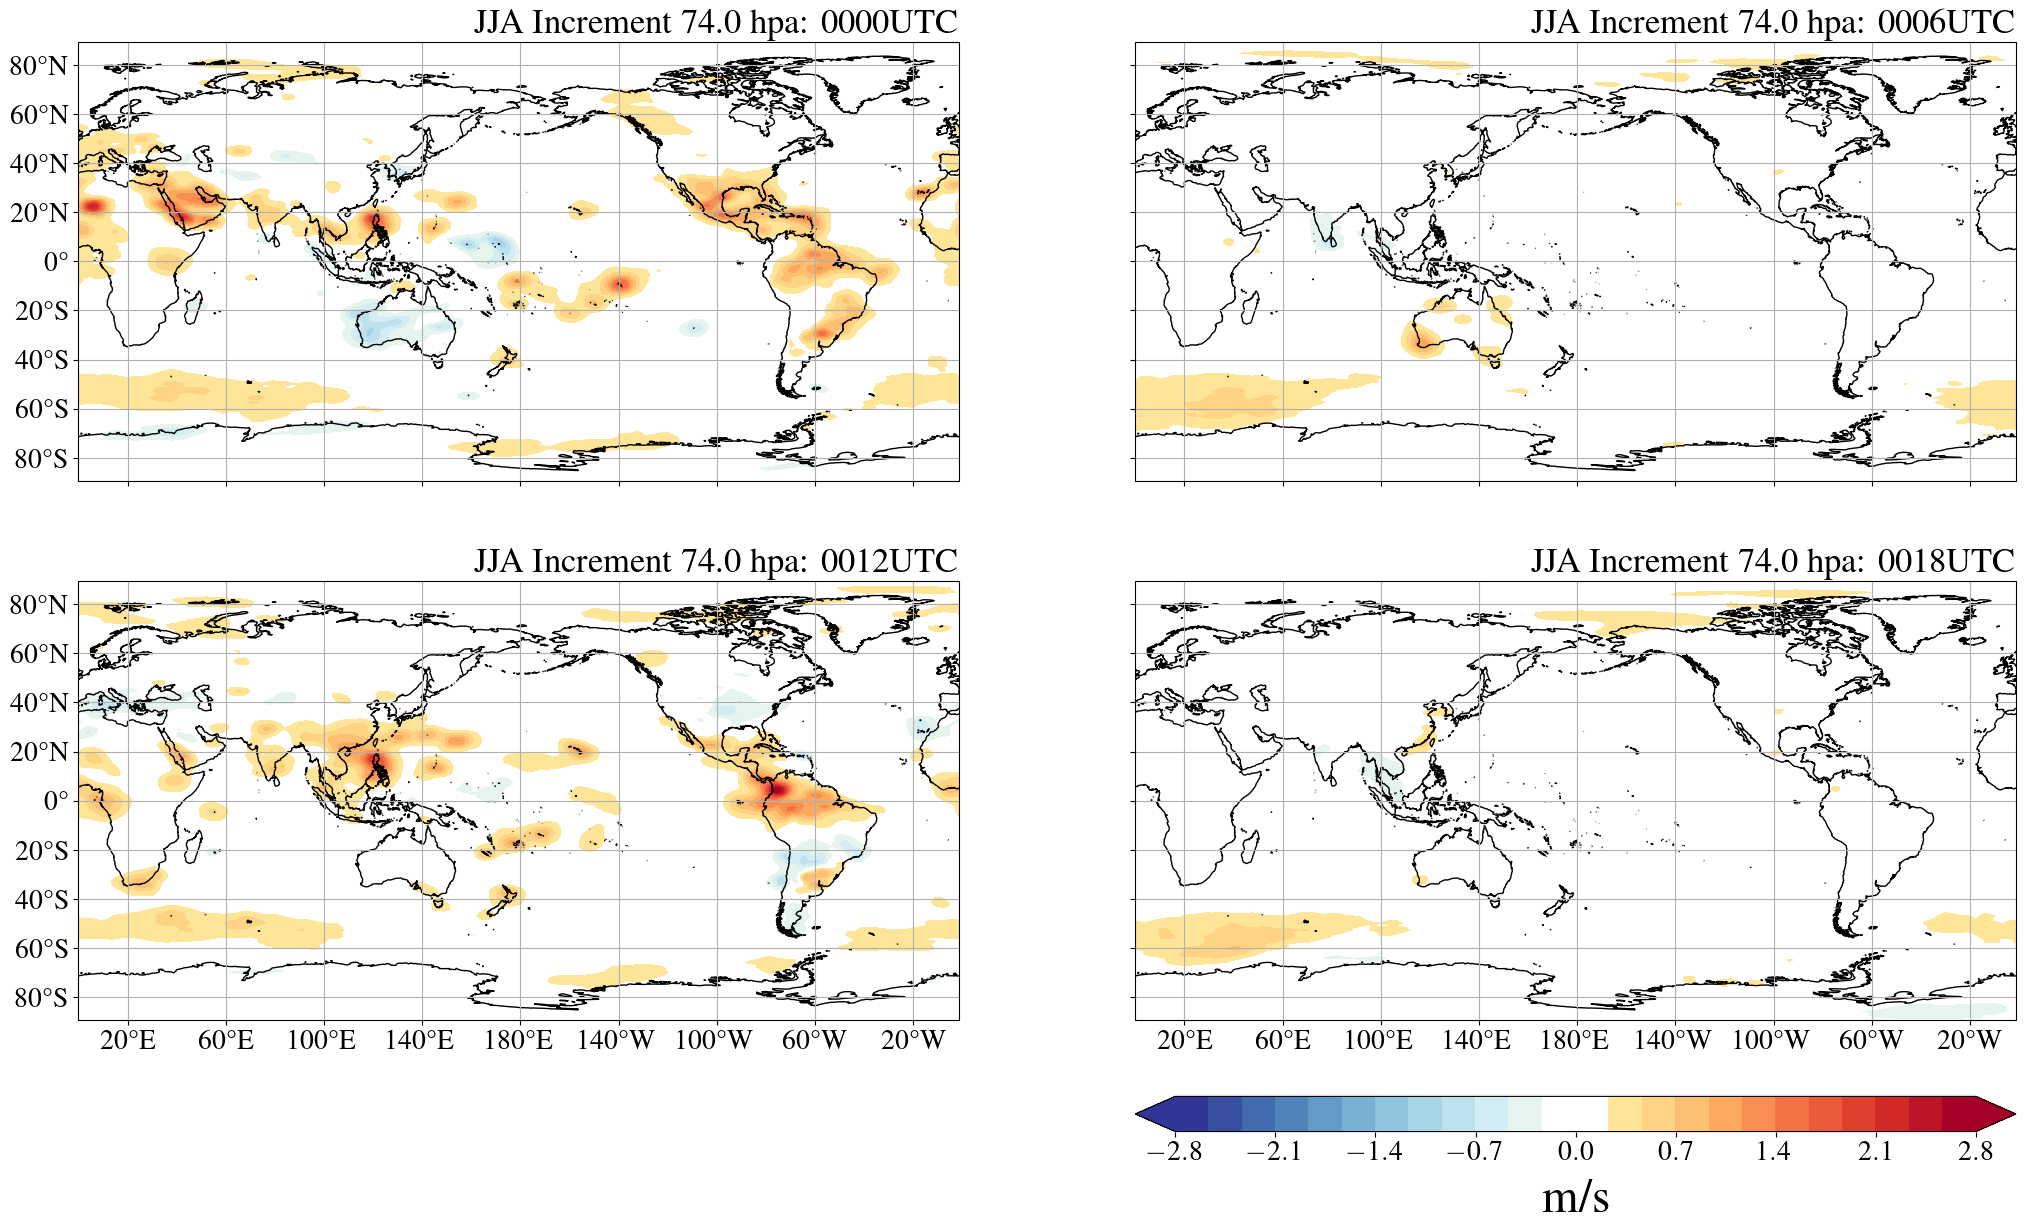 JJA Increment 74.0 hpa: 0000UTC
80°N
60°N
40°N
20°N
0°
20°S
40°S
60°S
80°S
JJA Increment 74.0 hpa: 0006UTC
JJA Increment 74.0 hpa: 0012UTC
80°N
60°N
40°N
20°N
0°
20°S
40°S
60°S
80°S
20°E 60°E 100°E 140°E 180°E 140°W 100°W 60°W 20°W
JJA Increment 74.0 hpa: 0018UTC
20°E 60°E 100°E 140°E 180°E 140°W 100°W 60°W 20°W
−2.8 −2.1 −1.4 −0.7 0.0 0.7 1.4 2.1 2.8
m/s